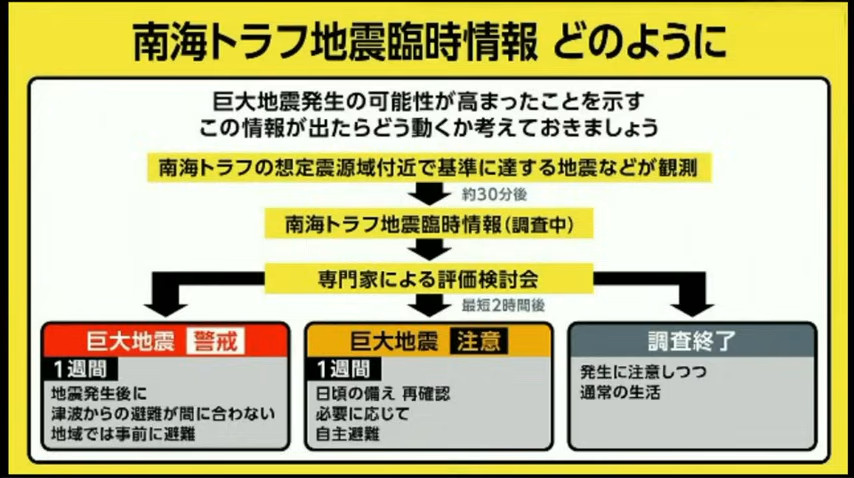 南海トラフ地震臨時情報 どのように
巨大地震発生の可能性が高まったことを示す
この情報が出たらどう動くか考えておきましょう
南海トラフの想定震源域付近で基準に達する地震などが観測
約30分後
南海トラフ地震臨時情報(調査中)
専門家による評価検討会
最短2時間後
巨大地震 警戒
1週間
地震発生後に
津波からの避難が間に合わない
地域では事前に避難
巨大地震 注意
1週間
日頃の備え 再確認
必要に応じて
自主避難
調査終了
発生に注意しつつ
通常の生活